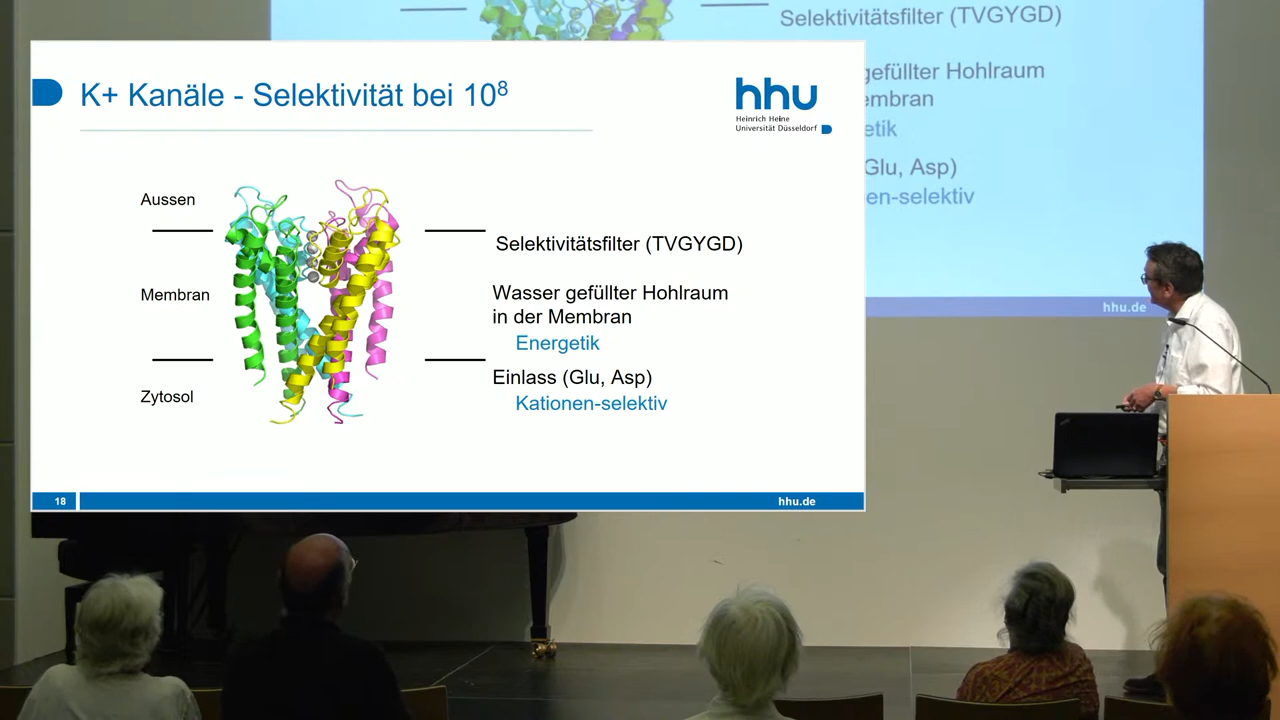 K+ Kanäle - Selektivität bei 10⁸
hhu
Heinrich Heine
Universität Düsseldorf
Aussen
Membran
Zytosol
Selektivitätsfilter (TVGYGD)
Wasser gefüllter Hohlraum
in der Membran
Energetik
Einlass (Glu, Asp)
Kationen-selektiv
18
hhu.de
Selektivitätsfilter (TVGYGD)
gefüllter Hohlraum
embran
etik
Glu, Asp)
en-selektiv
hhu.de